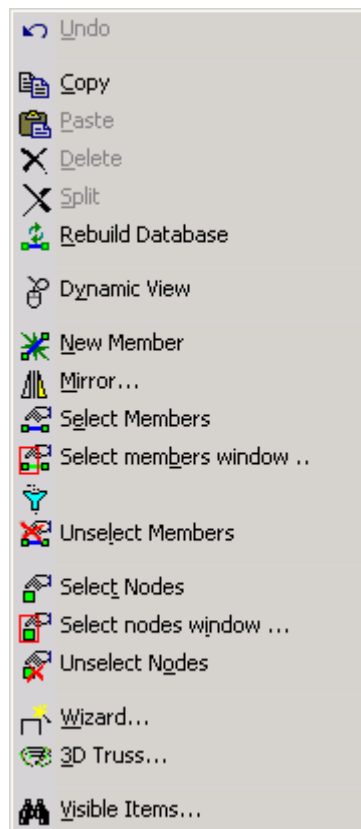 Undo
Copy
Paste
Delete
Split
Rebuild Database
Dynamic View
New Member
Mirror...
Select Members
Select members window ..
Unselect Members
Select Nodes
Select nodes window ...
Unselect Nodes
Wizard...
3D Truss...
Visible Items...